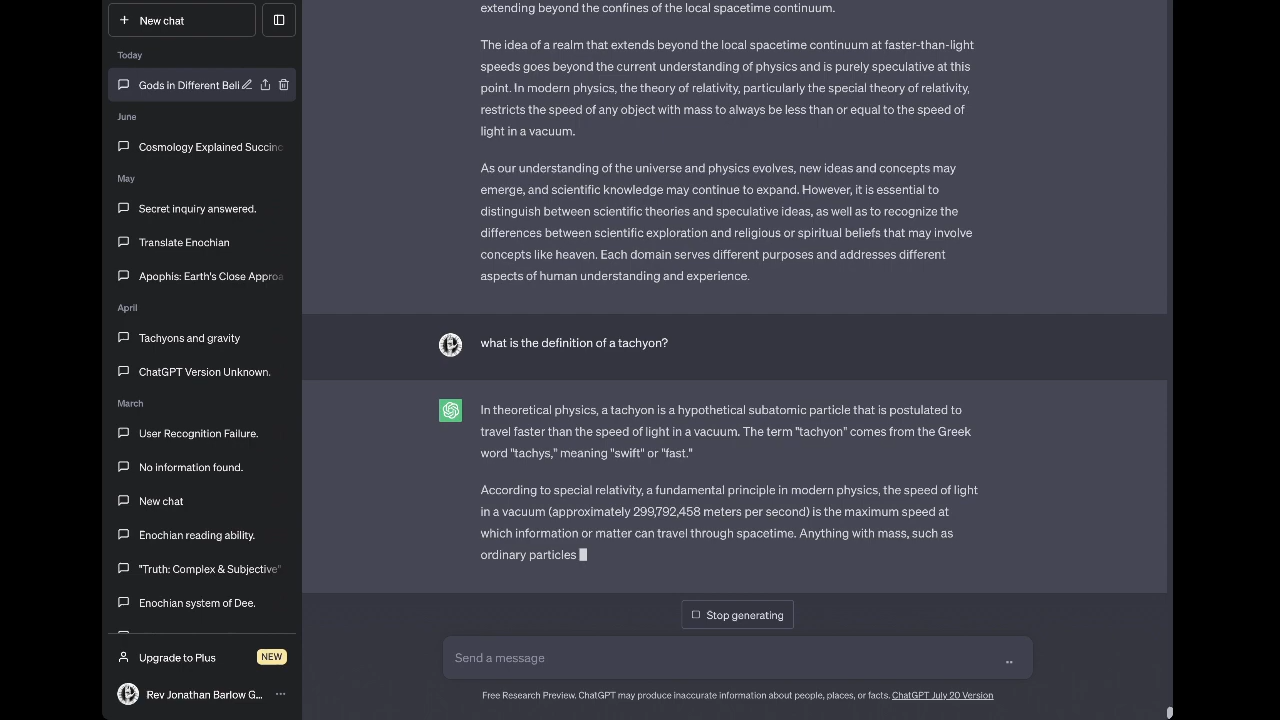 New chat
Today
Gods in Different Beli
June
Cosmology Explained Succinc
May
Secret inquiry answered.
Translate Enochian
Apophis: Earth's Close Approa
April
Tachyons and gravity
ChatGPT Version Unknown.
March
User Recognition Failure.
No information found.
New chat
Enochian reading ability.
"Truth: Complex & Subjective"
Enochian system of Dee.
Upgrade to Plus
NEW
Rev Jonathan Barlow G...
extending beyond the confines of the local spacetime continuum.
The idea of a realm that extends beyond the local spacetime continuum at faster-than-light
speeds goes beyond the current understanding of physics and is purely speculative at this
point. In modern physics, the theory of relativity, particularly the special theory of relativity,
restricts the speed of any object with mass to always be less than or equal to the speed of
light in a vacuum.
As our understanding of the universe and physics evolves, new ideas and concepts may
emerge, and scientific knowledge may continue to expand. However, it is essential to
distinguish between scientific theories and speculative ideas, as well as to recognize the
differences between scientific exploration and religious or spiritual beliefs that may involve
concepts like heaven. Each domain serves different purposes and addresses different
aspects of human understanding and experience.
what is the definition of a tachyon?
In theoretical physics, a tachyon is a hypothetical subatomic particle that is postulated to
travel faster than the speed of light in a vacuum. The term "tachyon" comes from the Greek
word "tachys," meaning "swift" or "fast."
According to special relativity, a fundamental principle in modern physics, the speed of light
in a vacuum (approximately 299,792,458 meters per second) is the maximum speed at
which information or matter can travel through spacetime. Anything with mass, such as
ordinary particles
Stop generating
Send a message
Free Research Preview. ChatGPT may produce inaccurate information about people, places, or facts. ChatGPT July 20 Version